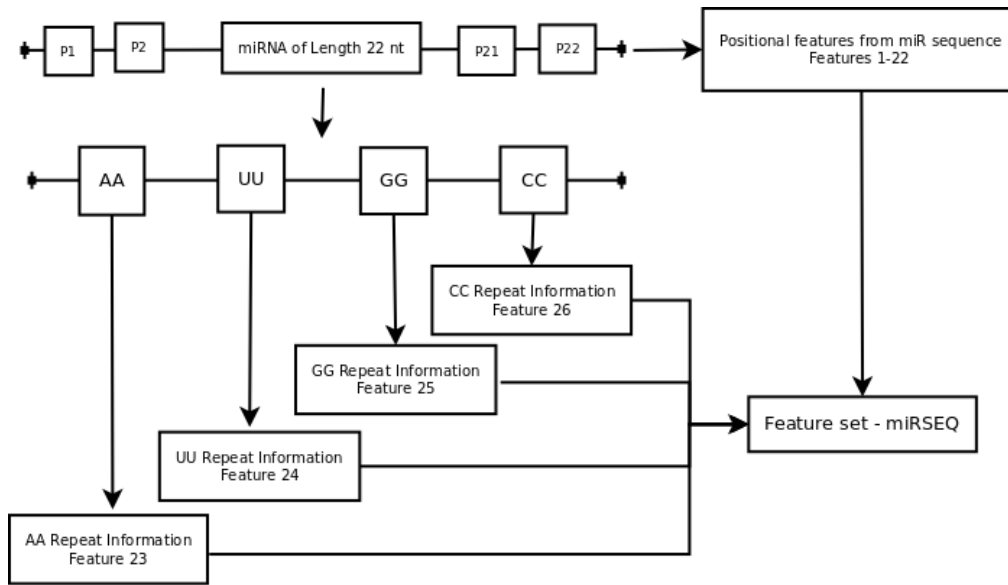 P1
P2
miRNA of Length 22 nt
P21
P22
Positional features from miR sequence
Features 1-22
AA
UU
GG
CC
CC Repeat Information
Feature 26
GG Repeat Information
Feature 25
Feature set - miRSEQ
UU Repeat Information
Feature 24
AA Repeat Information
Feature 23